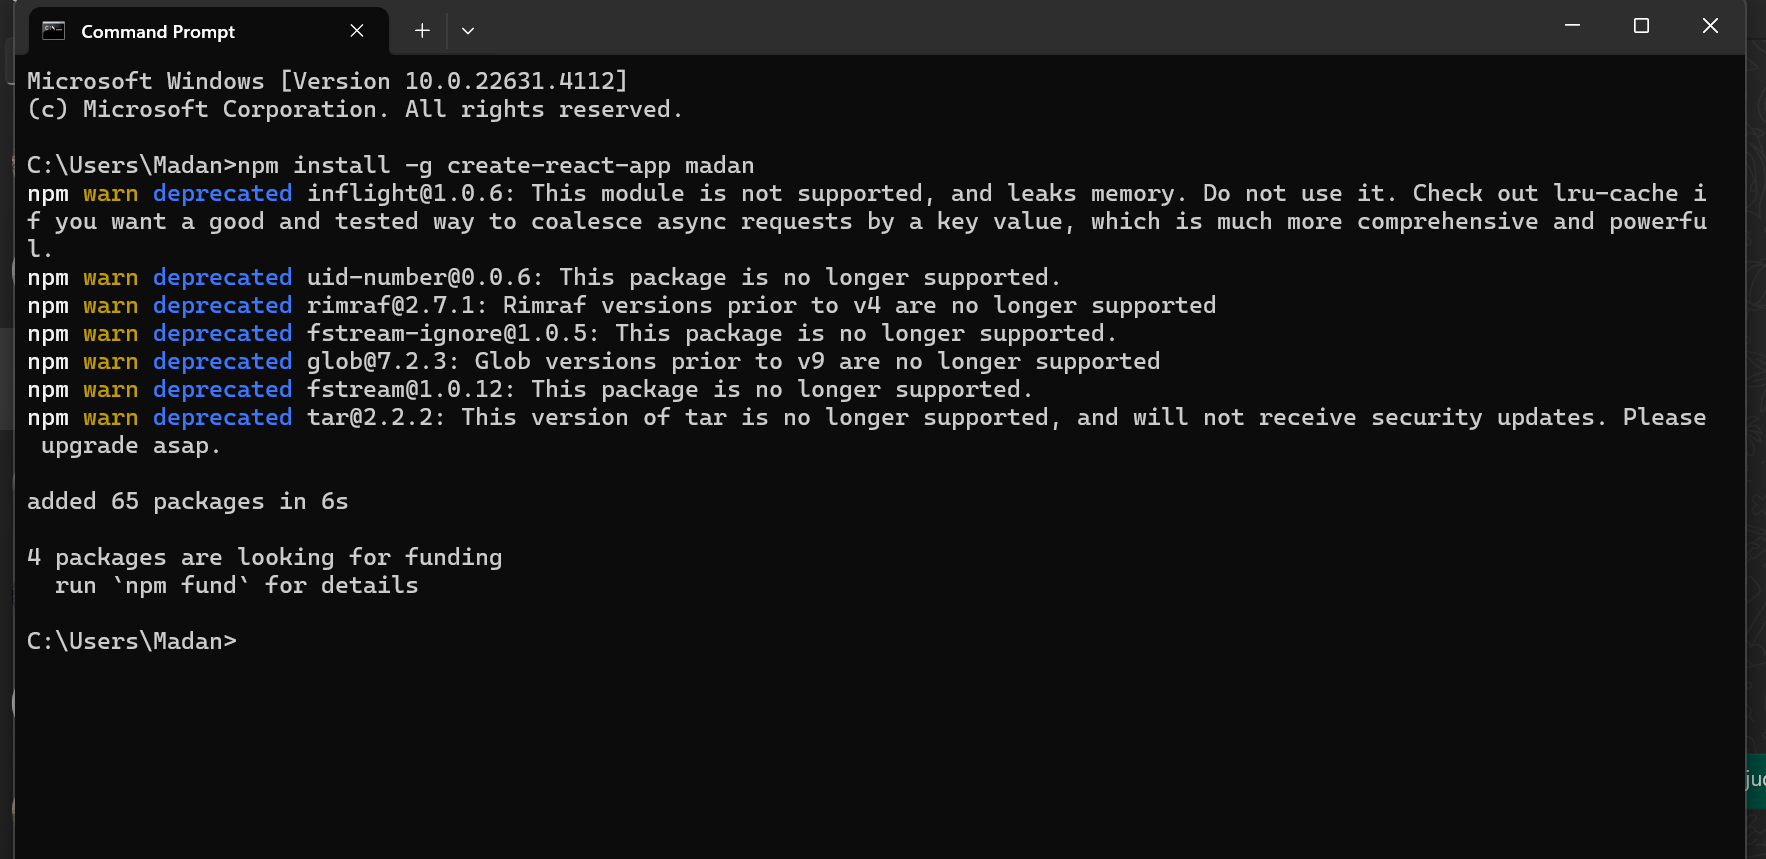 Command Prompt
Microsoft Windows [Version 10.0.22631.4112]
(c) Microsoft Corporation. All rights reserved.
C:\Users\Madan>npm install -g create-react-app madan
npm warn deprecated inflight@1.0.6: This module is not supported, and leaks memory. Do not use it. Check out lru-cache i
f you want a good and tested way to coalesce async requests by a key value, which is much more comprehensive and powerfu
l.
npm warn deprecated uid-number@0.0.6: This package is no longer supported.
npm warn deprecated rimraf@2.7.1: Rimraf versions prior to v4 are no longer supported
npm warn deprecated fstream-ignore@1.0.5: This package is no longer supported.
npm warn deprecated glob@7.2.3: Glob versions prior to v9 are no longer supported
npm warn deprecated fstream@1.0.12: This package is no longer supported.
npm warn deprecated tar@2.2.2: This version of tar is no longer supported, and will not receive security updates. Please
 upgrade asap.
added 65 packages in 6s
4 packages are looking for funding
  run `npm fund` for details
C:\Users\Madan>